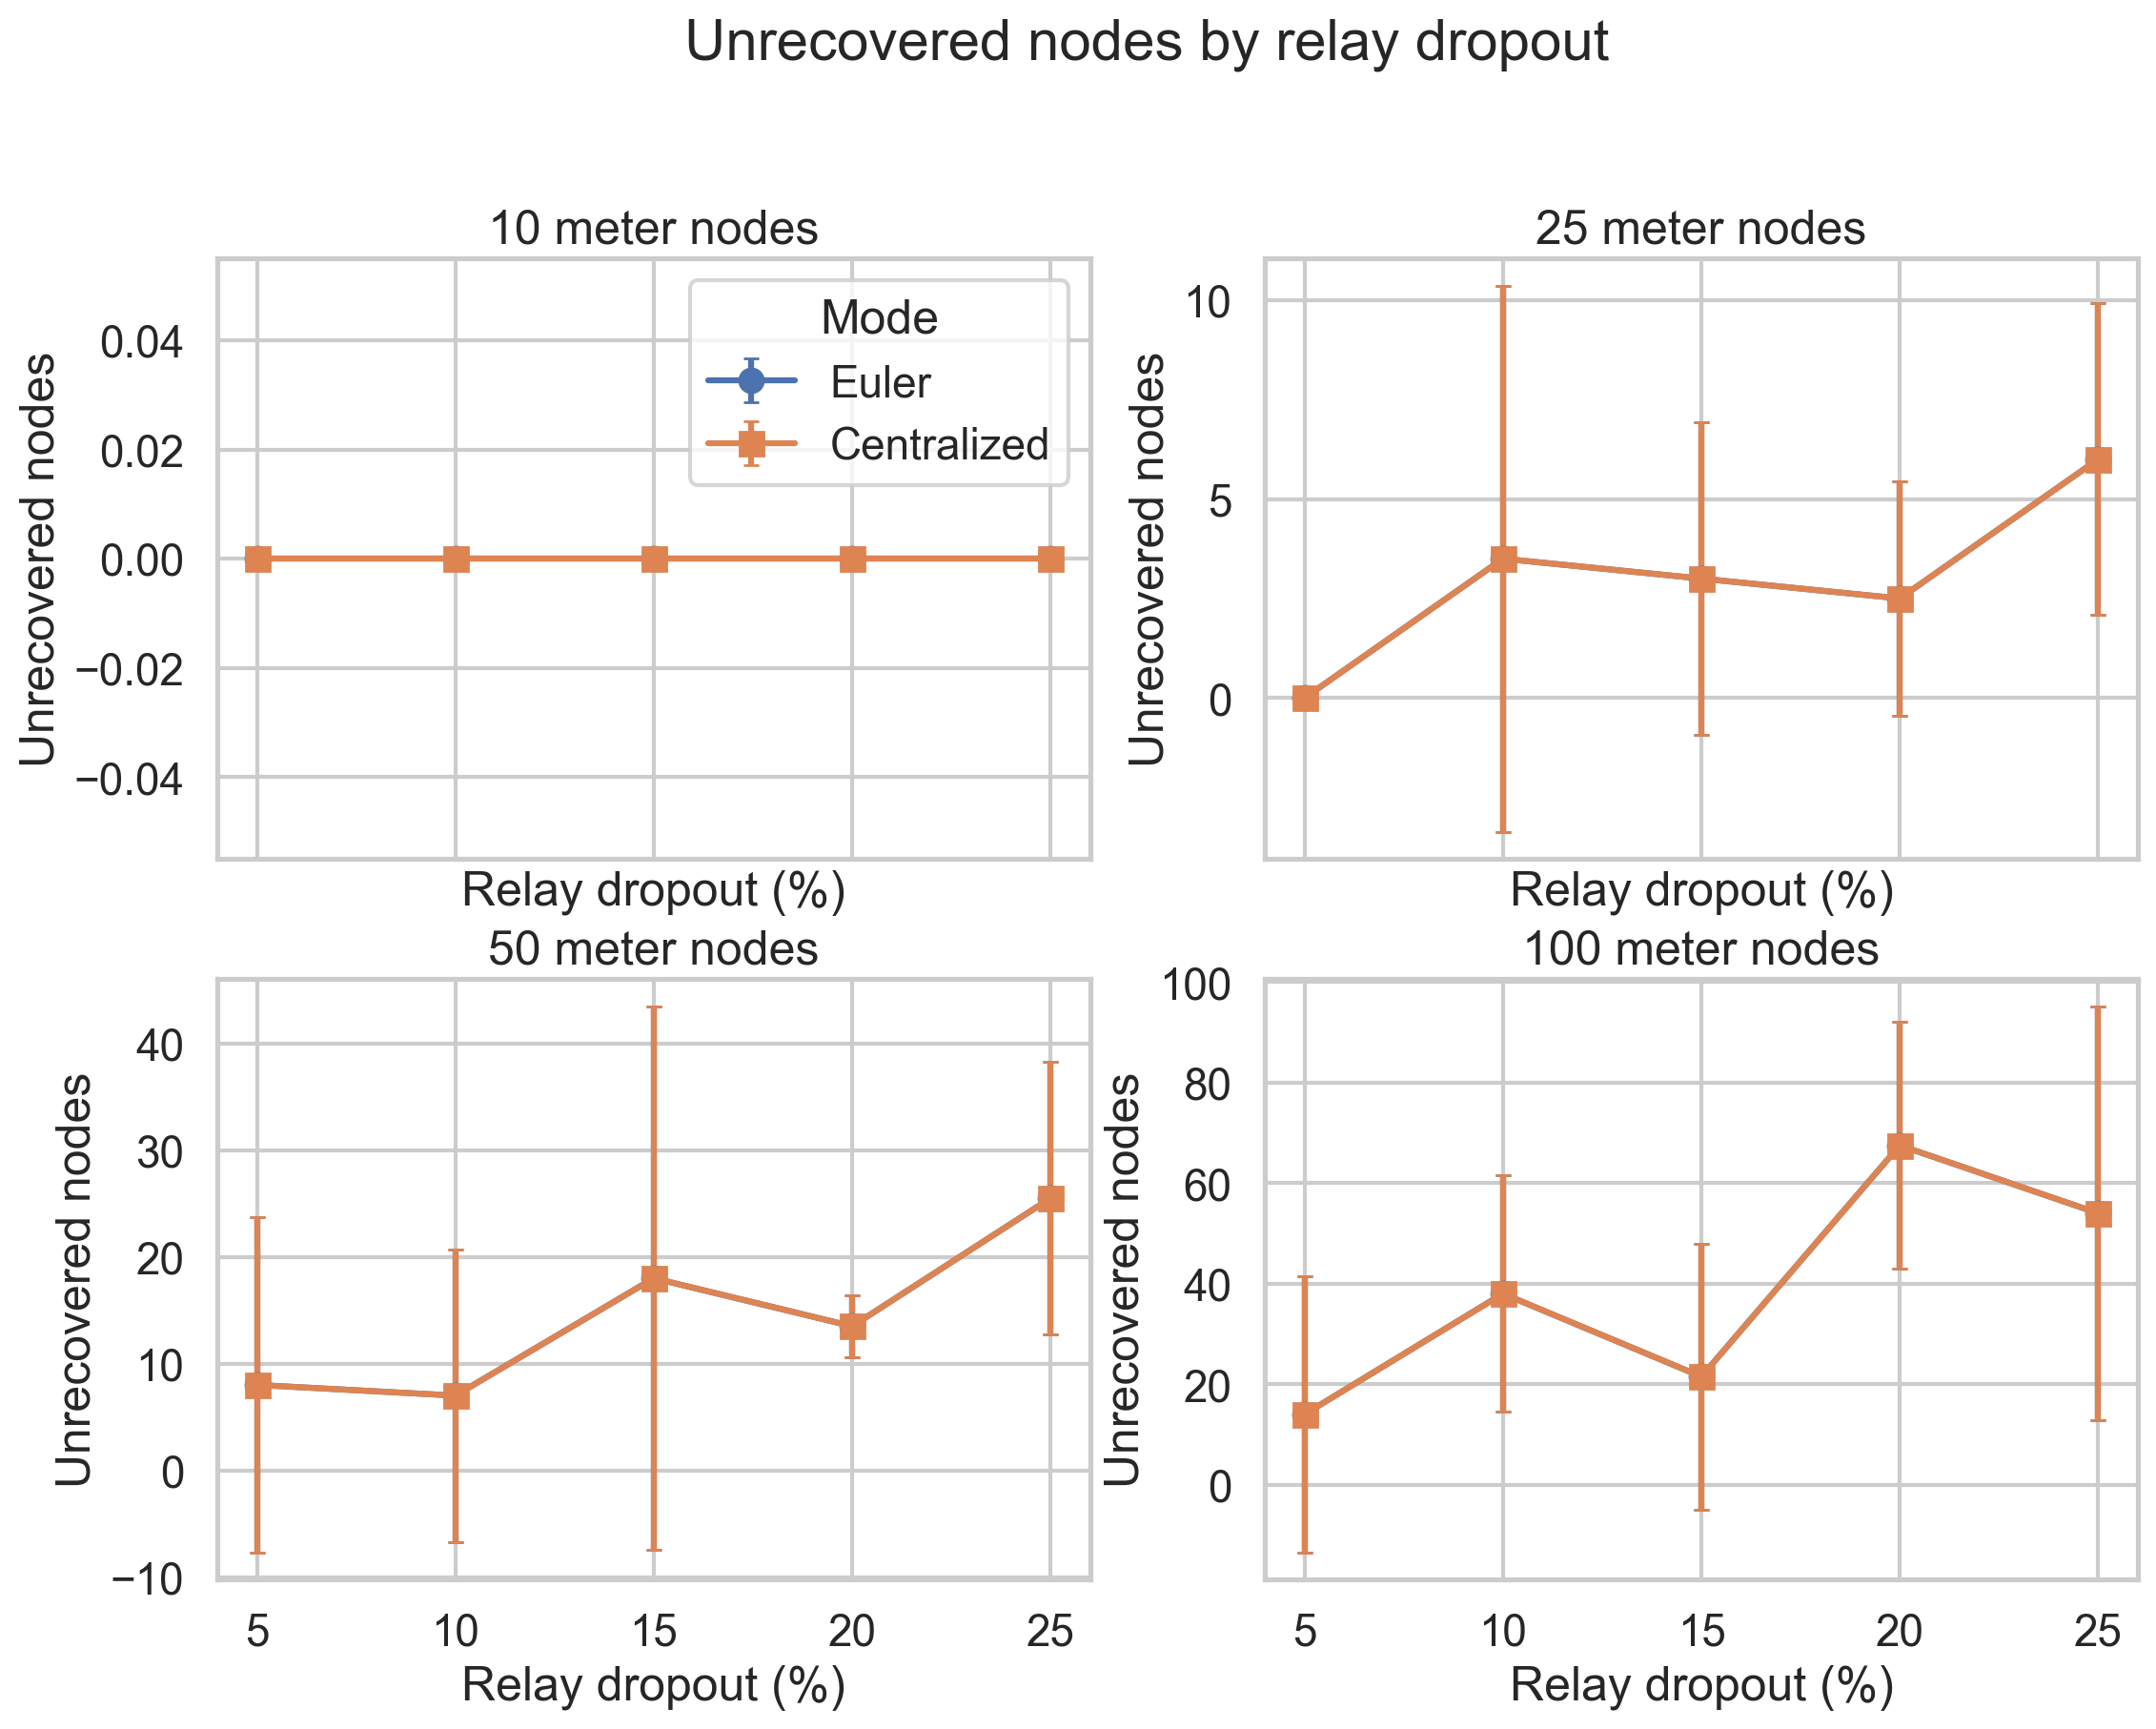 Unrecovered nodes by relay dropout
10 meter nodes
Unrecovered nodes
0.04
0.02
0.00
−0.02
−0.04
Mode
Euler
Centralized
Relay dropout (%)
25 meter nodes
Unrecovered nodes
10
5
0
Relay dropout (%)
50 meter nodes
Unrecovered nodes
40
30
20
10
0
−10
5 10 15 20 25
Relay dropout (%)
100 meter nodes
Unrecovered nodes
100
80
60
40
20
0
5 10 15 20 25
Relay dropout (%)